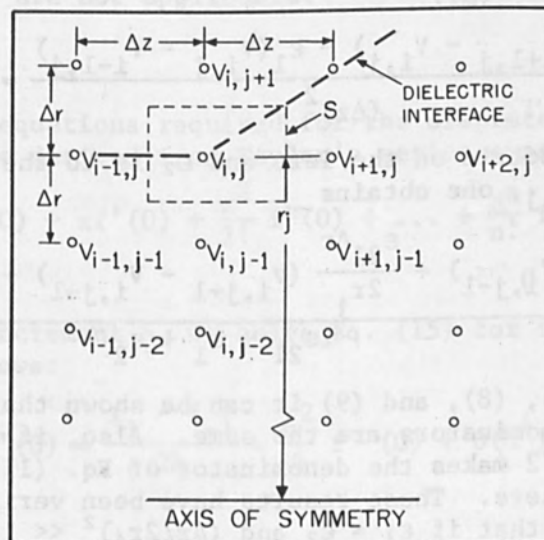 Δz Δz
V_{i, j+1}
DIELECTRIC
INTERFACE
Δr
S
V_{i-1, j} V_{i, j} V_{i+1, j} V_{i+2, j}
Δr
r_j
V_{i-1, j-1} V_{i, j-1} V_{i+1, j-1}
V_{i-1, j-2} V_{i, j-2}
AXIS OF SYMMETRY